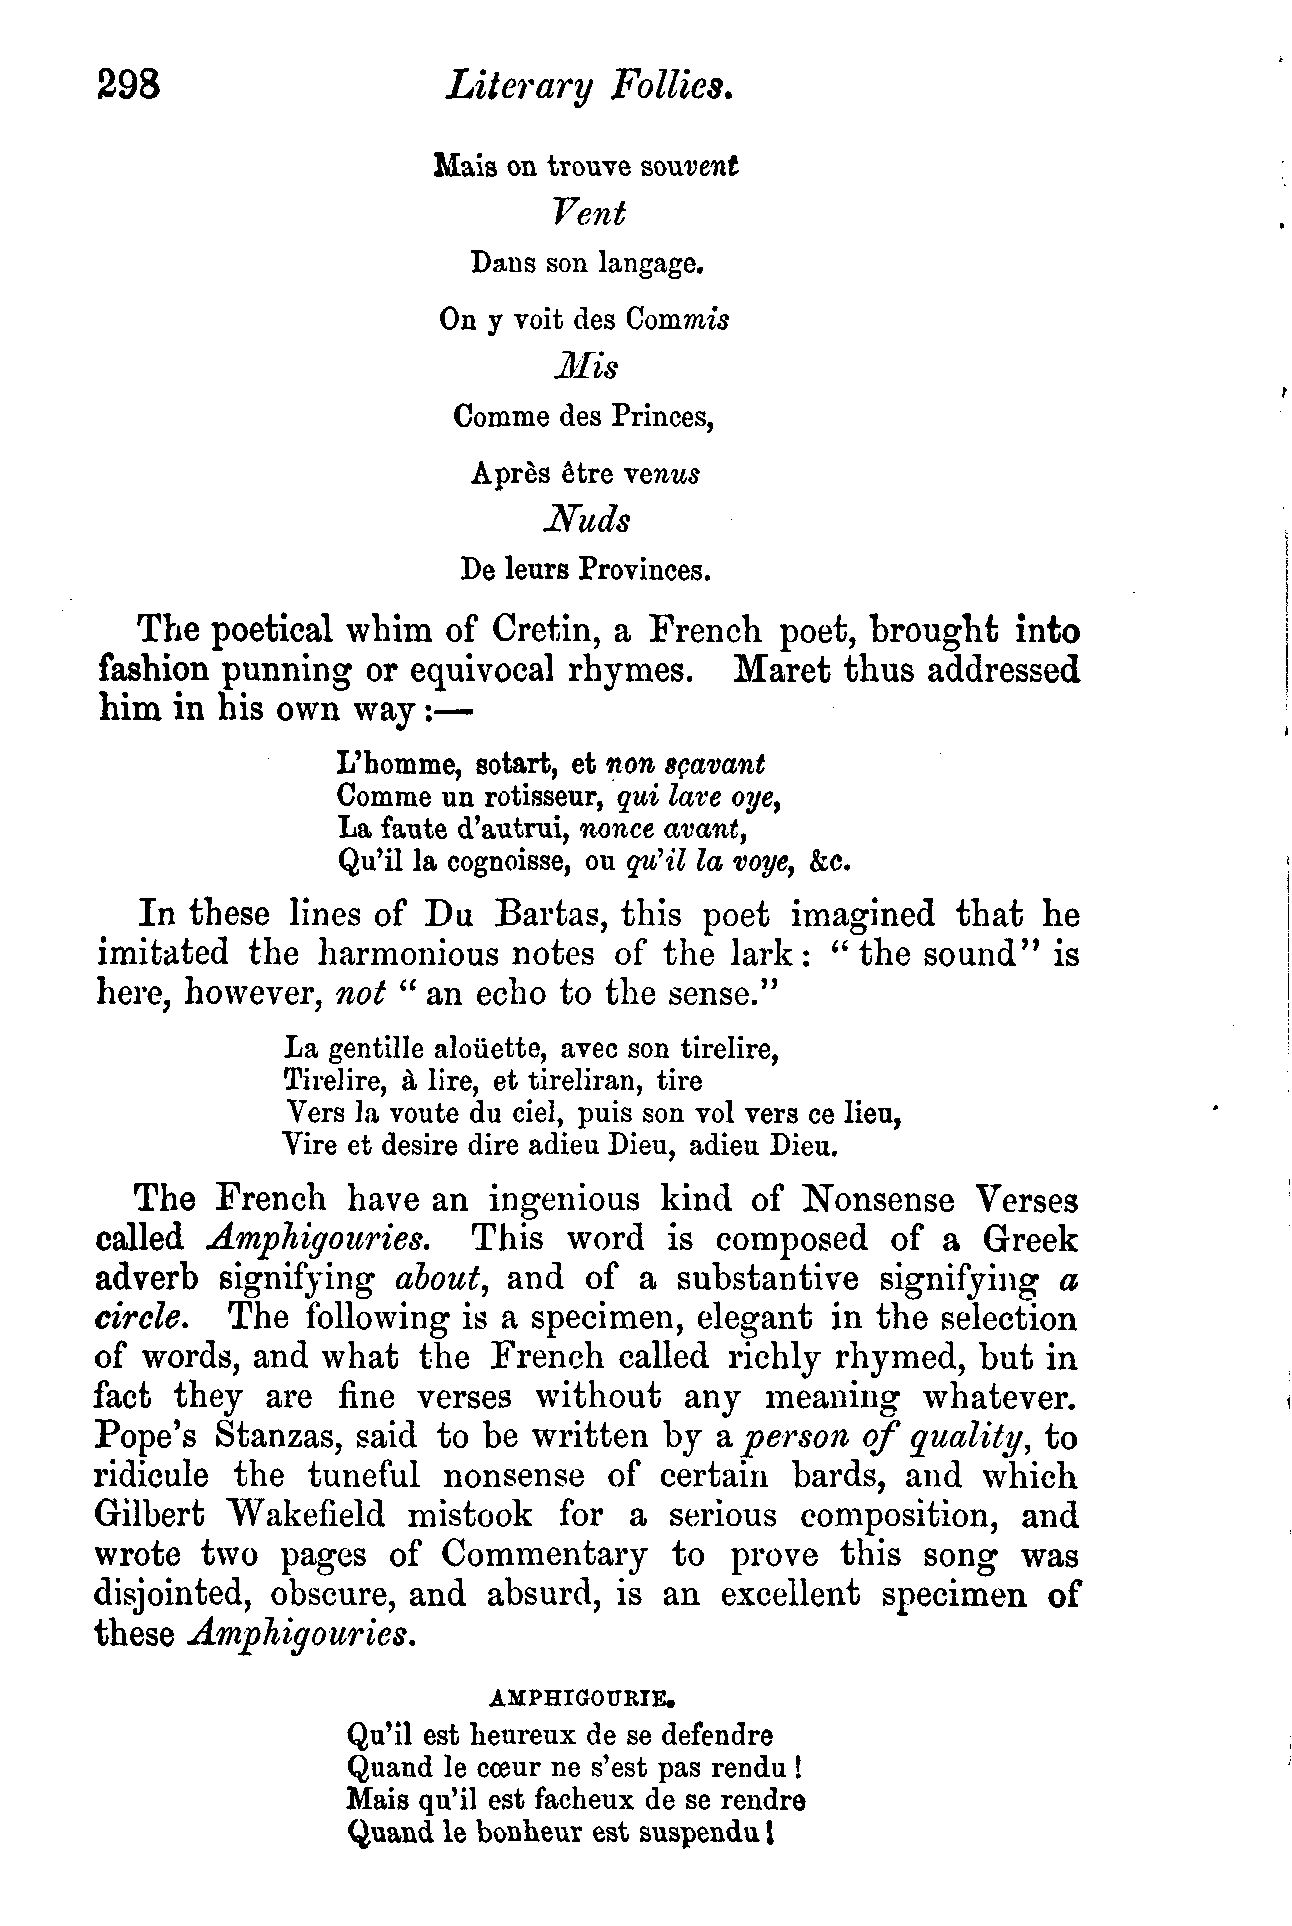 298 Literary Follies.
Mais on trouve souvent
Vent
Dans son langage.
On y voit des Commis
Mis
Comme des Princes,
Après être venus
Nuds
De leurs Provinces.
The poetical whim of Cretin, a French poet, brought into
fashion punning or equivocal rhymes. Maret thus addressed
him in his own way :—
L'homme, sotart, et non sçavant
Comme un rotisseur, qui lave oye,
La faute d'autrui, nonce avant,
Qu'il la cognoisse, ou qu'il la voye, &c.
In these lines of Du Bartas, this poet imagined that he
imitated the harmonious notes of the lark : “ the sound” is
here, however, not “ an echo to the sense.”
La gentille aloüette, avec son tirelire,
Tirelire, à lire, et tireliran, tire
Vers la voute du ciel, puis son vol vers ce lieu,
Vire et desire dire adieu Dieu, adieu Dieu.
The French have an ingenious kind of Nonsense Verses
called Amphigouries. This word is composed of a Greek
adverb signifying about, and of a substantive signifying a
circle. The following is a specimen, elegant in the selection
of words, and what the French called richly rhymed, but in
fact they are fine verses without any meaning whatever.
Pope's Stanzas, said to be written by a person of quality, to
ridicule the tuneful nonsense of certain bards, and which
Gilbert Wakefield mistook for a serious composition, and
wrote two pages of Commentary to prove this song was
disjointed, obscure, and absurd, is an excellent specimen of
these Amphigouries.
AMPHIGOURIE.
Qu'il est heureux de se defendre
Quand le cœur ne s'est pas rendu !
Mais qu'il est facheux de se rendre
Quand le bonheur est suspendu !